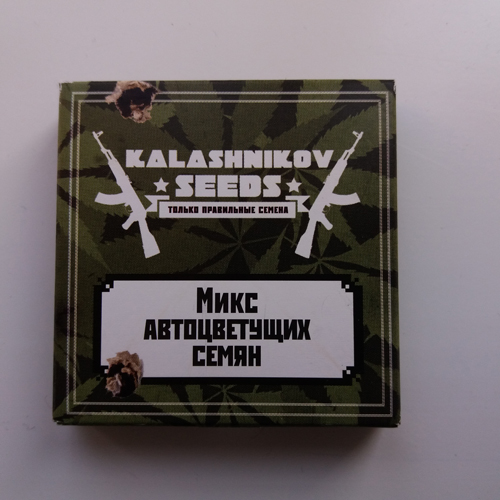 KALASHNIKOV
SEEDS
ТОЛЬКО ПРАВИЛЬНЫЕ СЕМЕНА
Микс
автоцветущих
семян